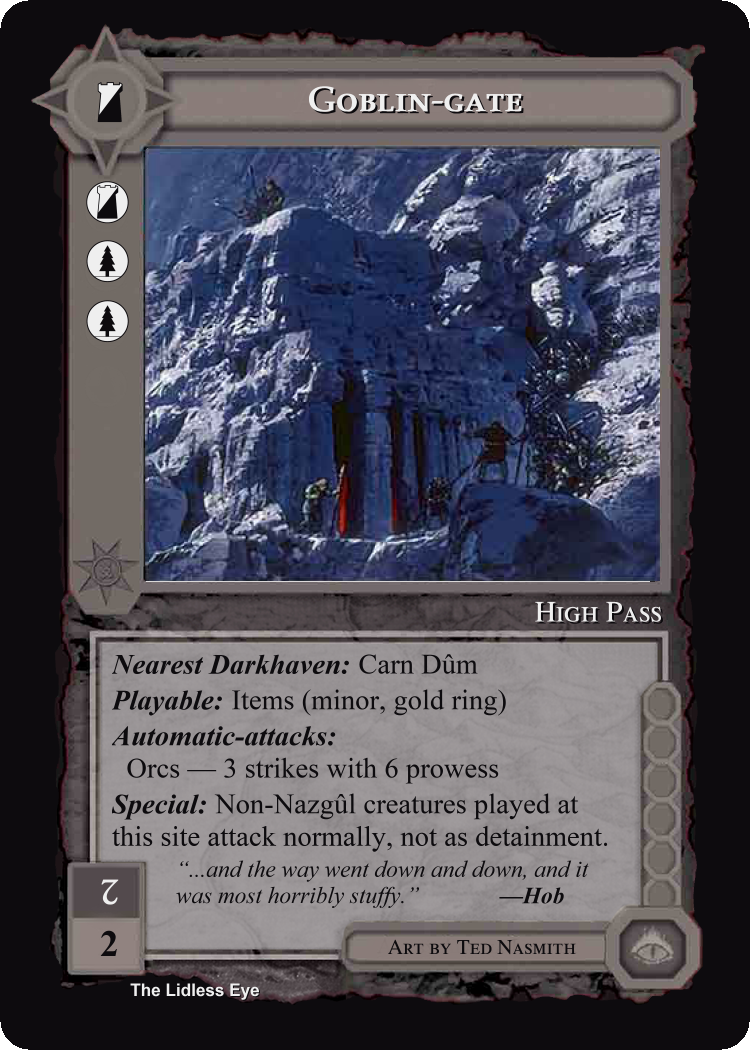 Goblin-gate
High Pass
Nearest Darkhaven: Carn Dûm
Playable: Items (minor, gold ring)
Automatic-attacks:
Orcs — 3 strikes with 6 prowess
Special: Non-Nazgûl creatures played at
this site attack normally, not as detainment.
“...and the way went down and down, and it
was most horribly stuffy.” —Hob
2
2
Art by Ted Nasmith
The Lidless Eye